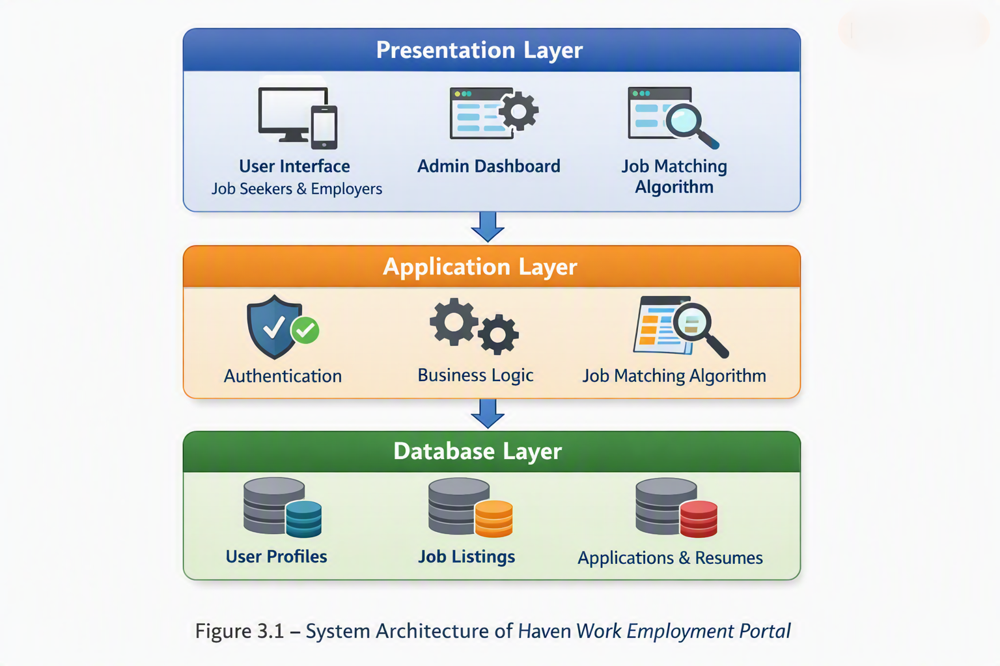 Presentation Layer
User Interface
Job Seekers & Employers
Admin Dashboard
Job Matching
Algorithm
Application Layer
Authentication
Business Logic
Job Matching Algorithm
Database Layer
User Profiles
Job Listings
Applications & Resumes
Figure 3.1 – System Architecture of Haven Work Employment Portal